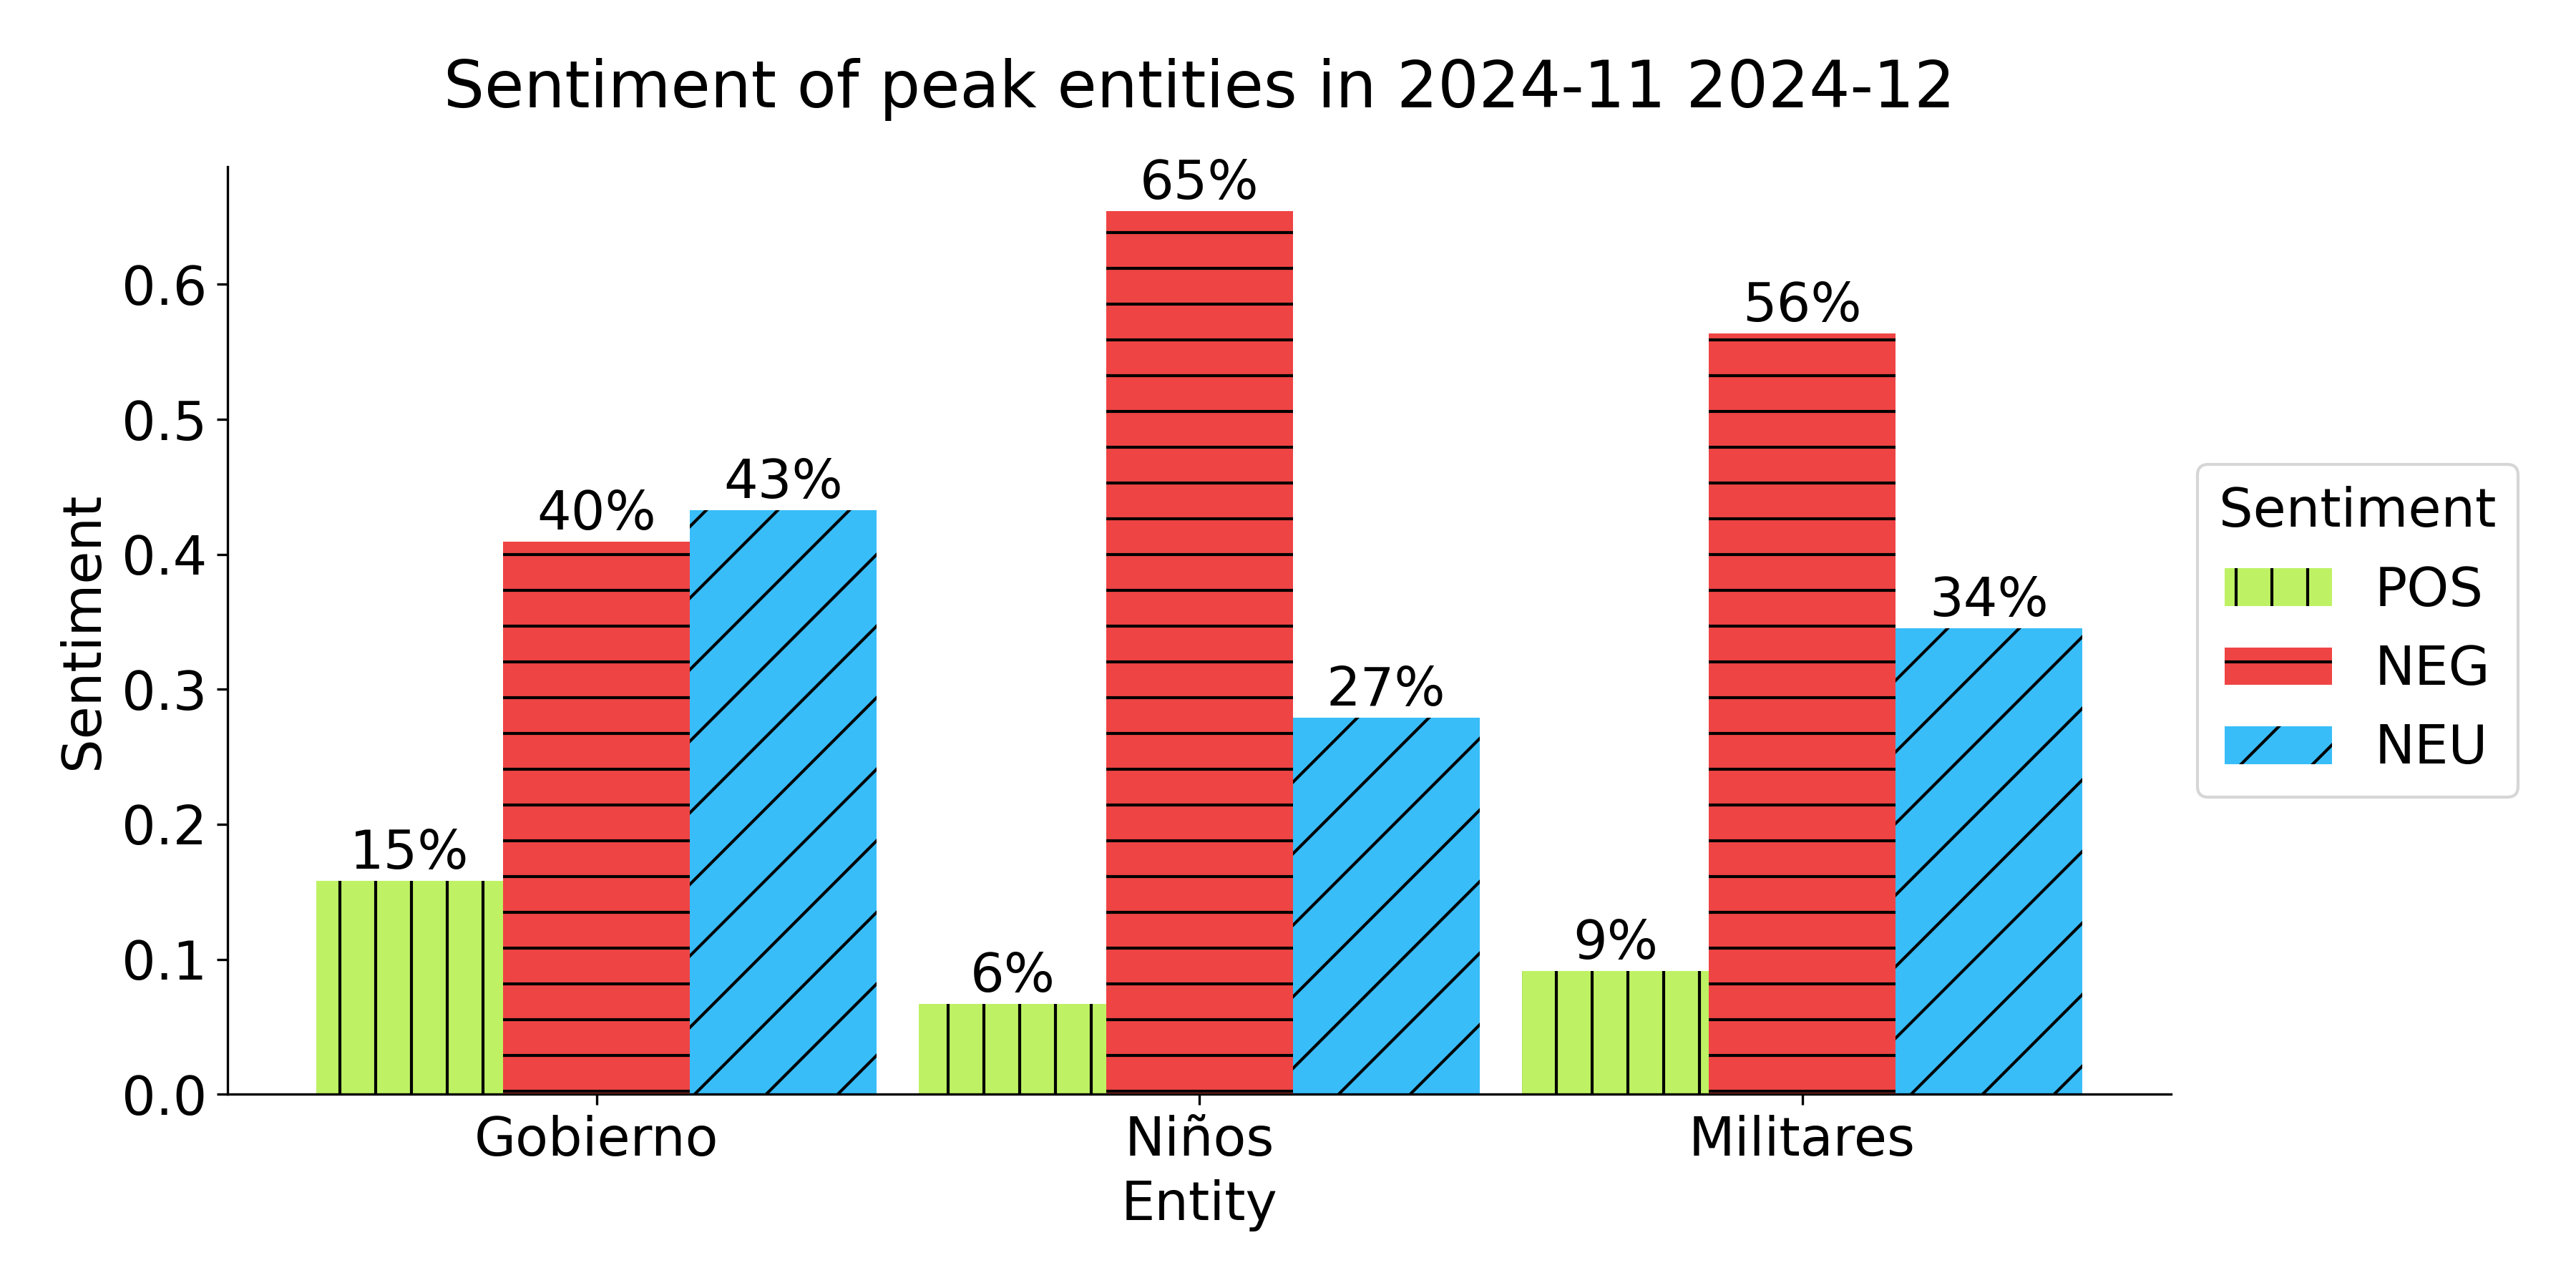 Sentiment of peak entities in 2024-11 2024-12
65%
0.6
56%
0.5
43%
40%
0.4
34%
0.3
27%
0.2
15%
0.1
9%
6%
0.0
Sentiment
Gobierno Niños Militares
Entity
Sentiment
POS
NEG
NEU